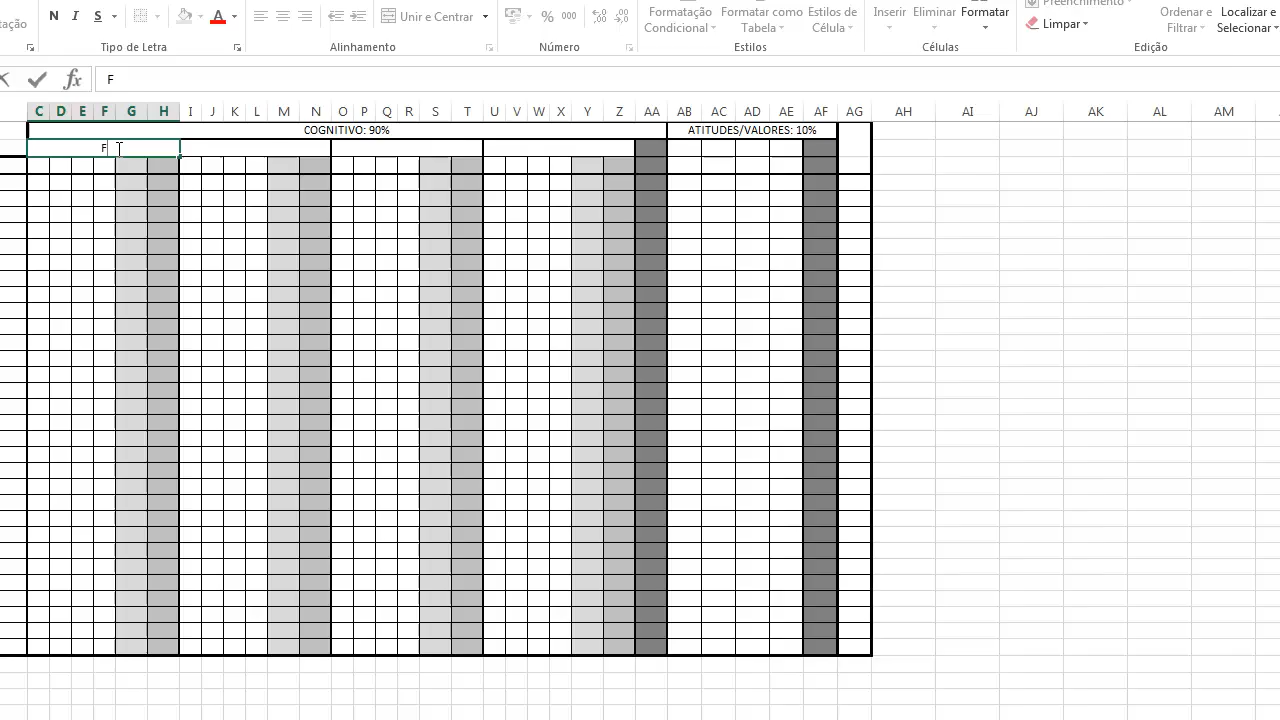 tação
N I S A Unir e Centrar % 000 Formatação Condicional Formatar como Tabela Estilos de Célula Inserir Eliminar Formatar Preenchimento Limpar Ordenar e Filtrar Localizar e Selecionar
Tipo de Letra Alinhamento Número Estilos Células Edição
fx F
C D E F G H I J K L M N O P Q R S T U V W X Y Z AA AB AC AD AE AF AG AH AI AJ AK AL AM
COGNITIVO: 90% ATITUDES/VALORES: 10%
F